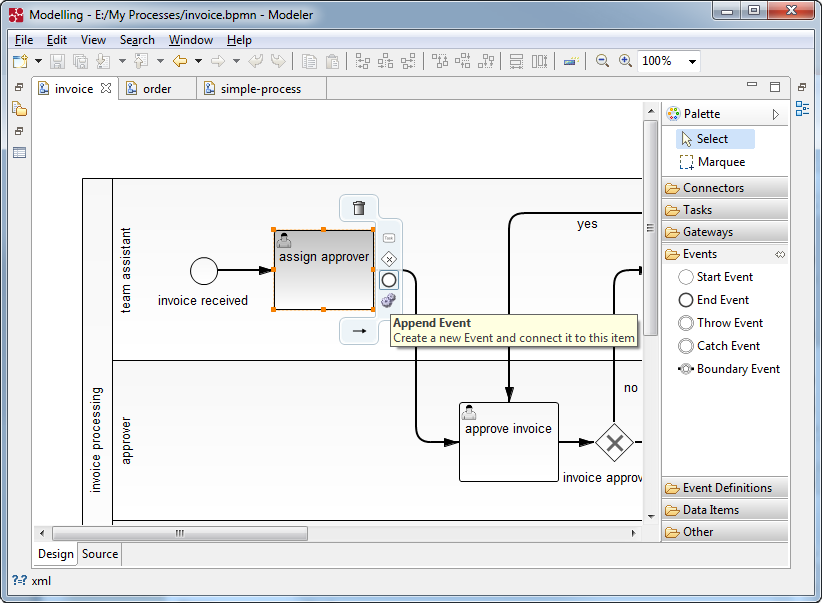 Modelling - E:/My Processes/invoice.bpmn - Modeler
File Edit View Search Window Help
100%
invoice order simple-process
Palette
Select
Marquee
Connectors
Tasks
Gateways
Events
Start Event
End Event
Throw Event
Catch Event
Boundary Event
Event Definitions
Data Items
Other
invoice processing
team assistant
invoice received
assign approver
yes
Append Event
Create a new Event and connect it to this item
approver
approve invoice
no
invoice approv
Design Source
xml